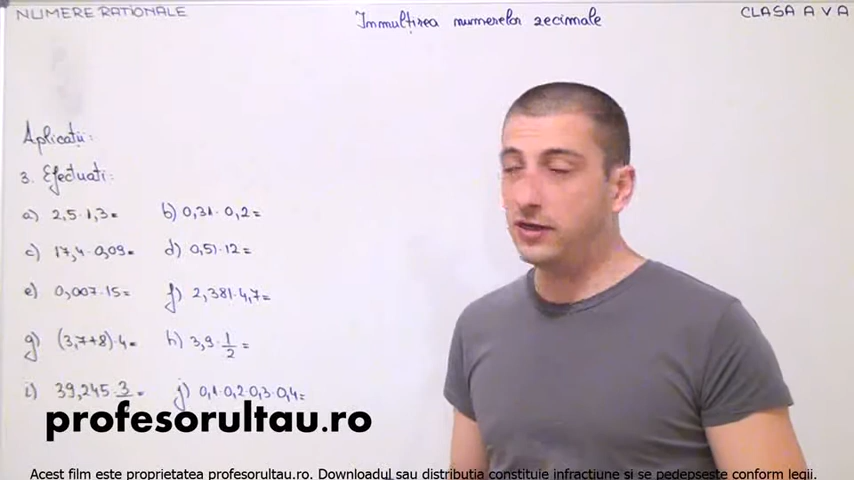 NUMERE RATIONALE
Inmulțirea numerelor zecimale
CLASA A V A
Aplicatii:
3. Efectuati:
a) 2,5·1,3= b) 0,31·0,2=
c) 17,4·0,09= d) 0,51·12=
e) 0,007·15= f) 2,381·4,7=
g) (3,7+8)·4= h) 3,9·1/2=
i) 39,245·3 = j) 0,1·0,2·0,3·0,4=
profesorultau.ro
Acest film este proprietatea profesorultau.ro. Downloadul sau distributia constituie infractiune si se pedepseste conform legii.